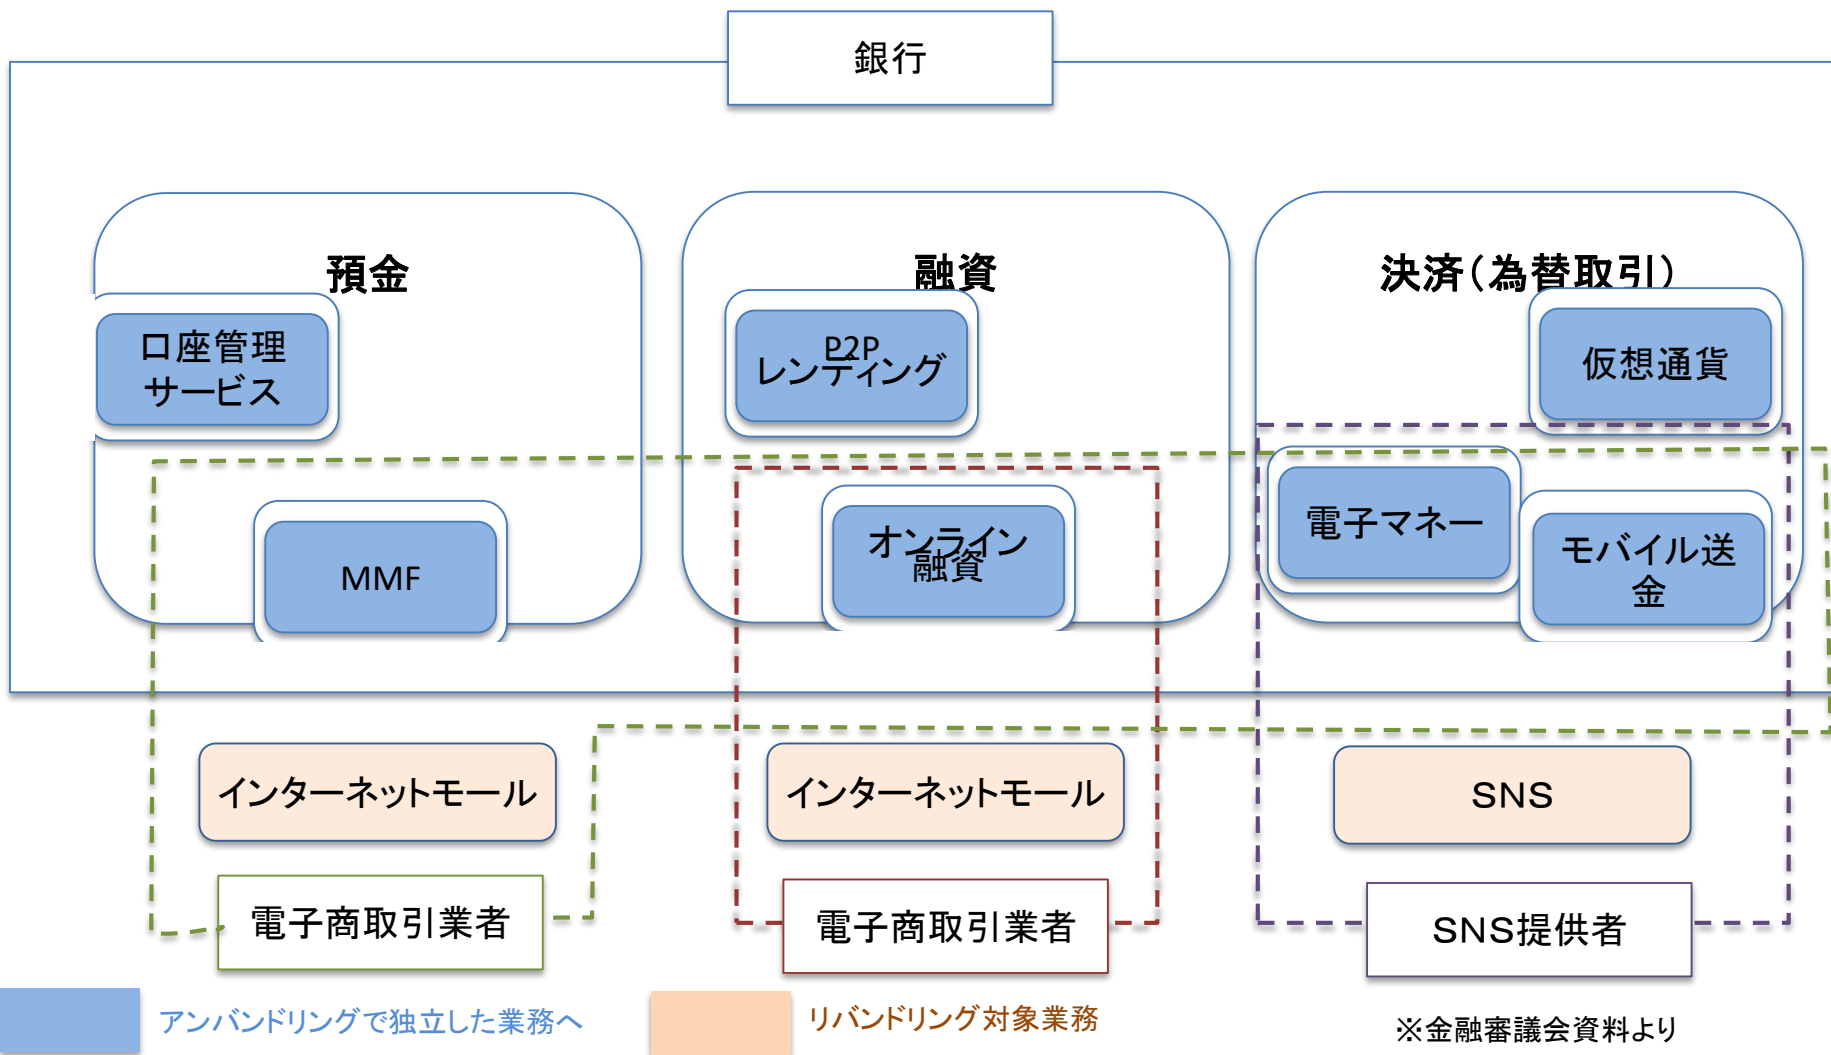 銀行
預金
融資
決済(為替取引)
口座管理
サービス
P2P
レンディング
仮想通貨
MMF
オンライン
融資
電子マネー
モバイル送
金
インターネットモール
インターネットモール
SNS
電子商取引業者
電子商取引業者
SNS提供者
アンバンドリングで独立した業務へ
リバンドリング対象業務
※金融審議会資料より